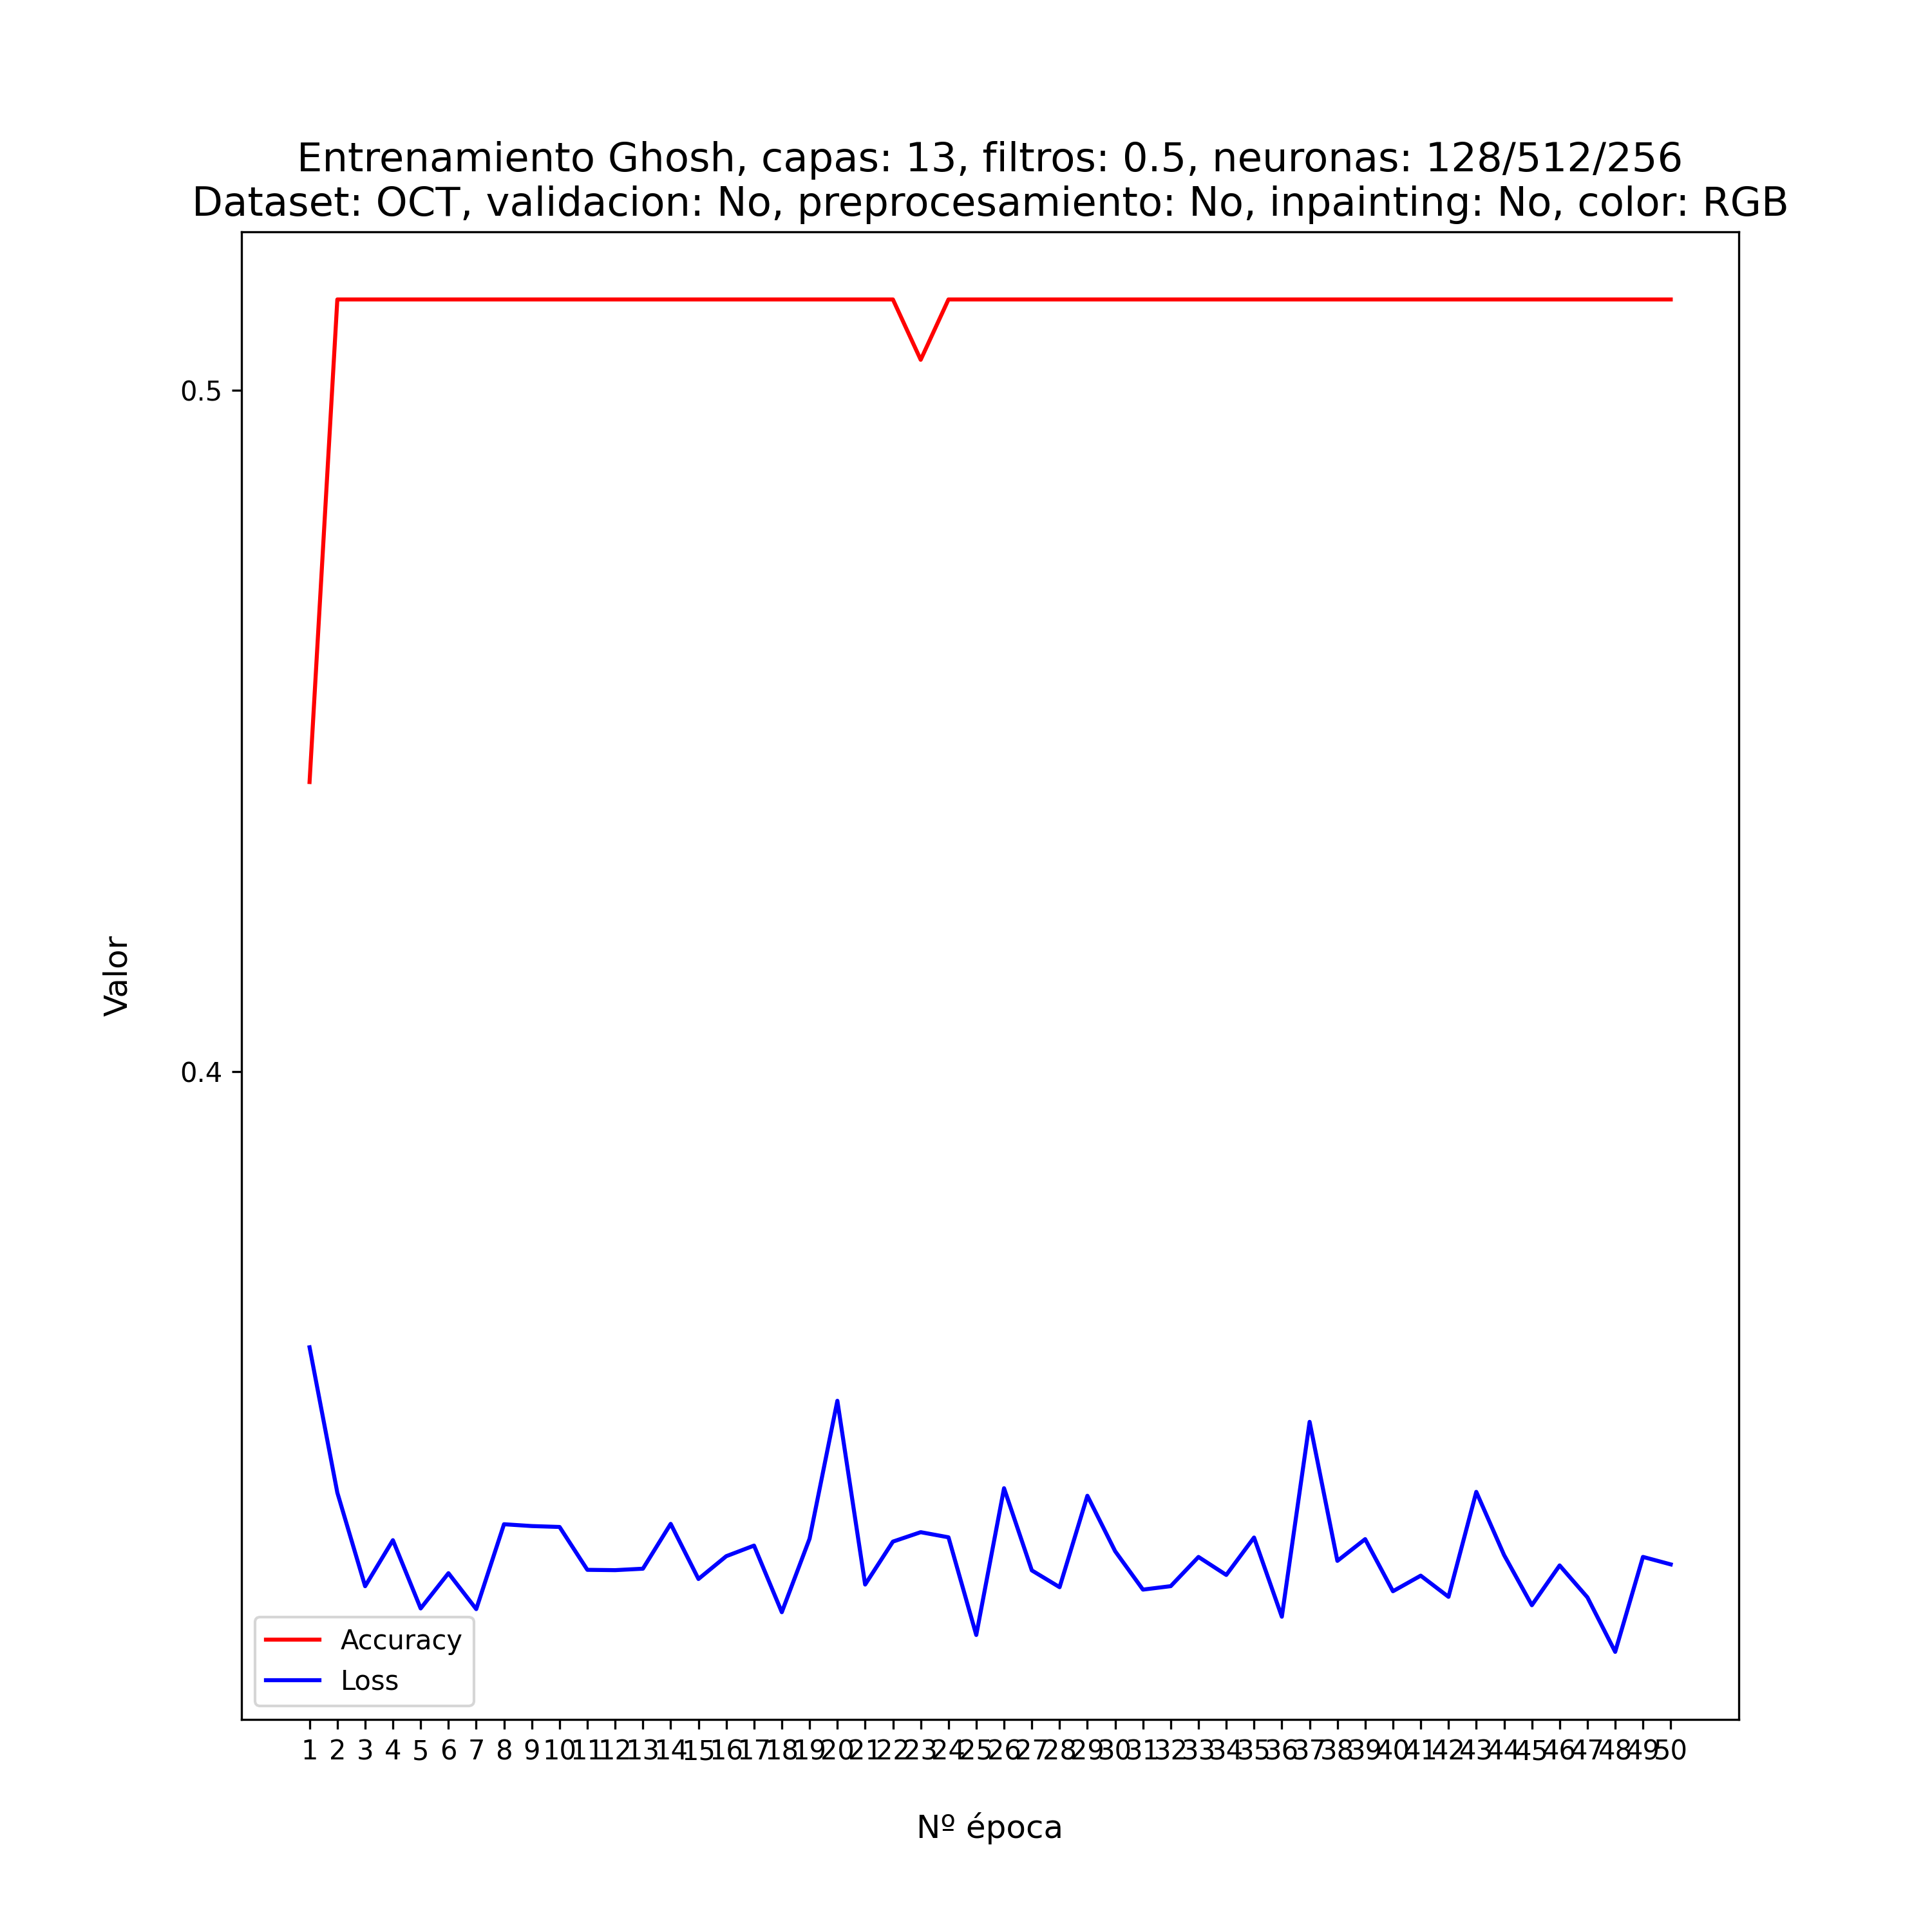 Entrenamiento Ghosh, capas: 13, filtros: 0.5, neuronas: 128/512/256
Dataset: OCT, validacion: No, preprocesamiento: No, inpainting: No, color: RGB
0.5
0.4
Valor
Accuracy
Loss
1 2 3 4 5 6 7 8 9 10 11 12 13 14 15 16 17 18 19 20 21 22 23 24 25 26 27 28 29 30 31 32 33 34 35 36 37 38 39 40 41 42 43 44 45 46 47 48 49 50
Nº época